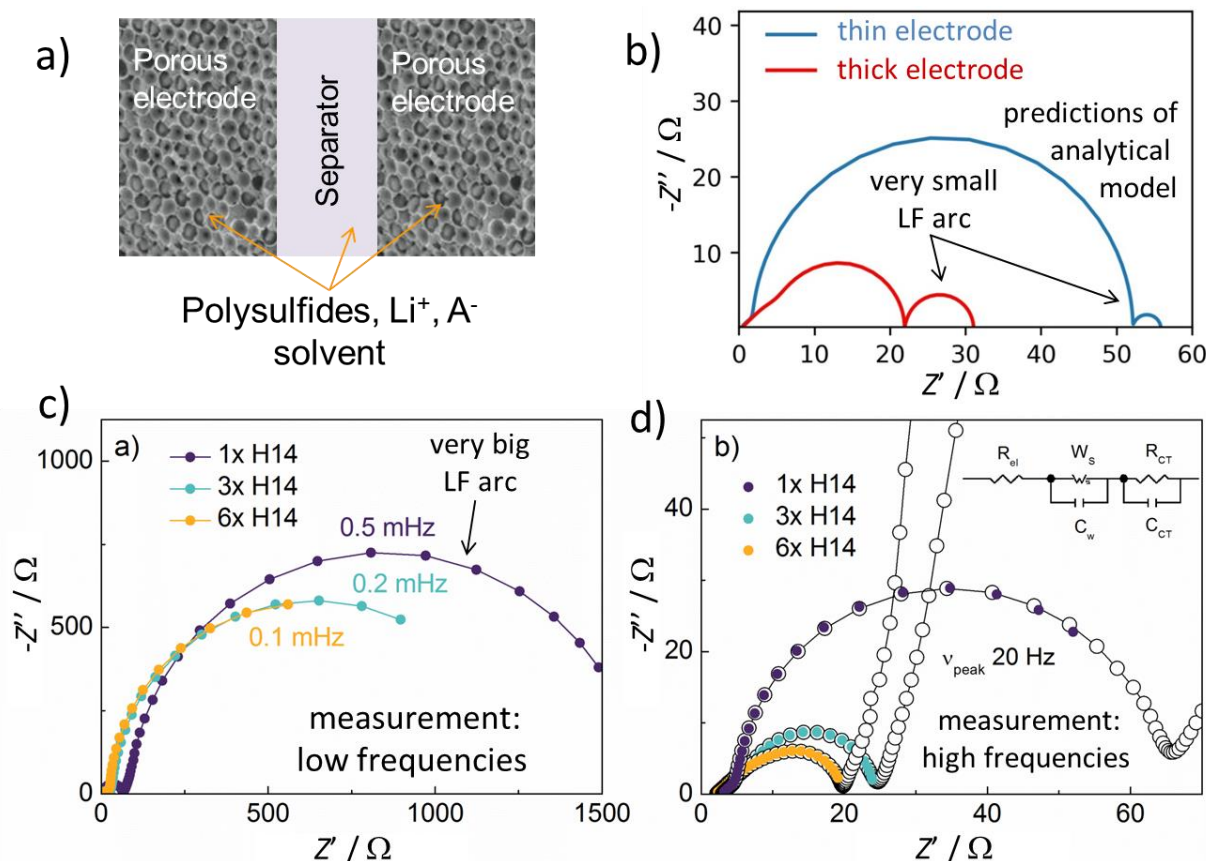 a)
Porous
electrode
Separator
Porous
electrode
Polysulfides, Li⁺, A⁻
solvent
b)
thin electrode
thick electrode
predictions of
analytical
model
very small
LF arc
-Z'' / Ω
40
30
20
10
0 10 20 30 40 50 60
Z' / Ω
c)
a)
1x H14
3x H14
6x H14
very big
LF arc
0.5 mHz
0.2 mHz
0.1 mHz
measurement:
low frequencies
-Z'' / Ω
1000
500
0
0 250 500 750 1000 1250 1500
Z' / Ω
d)
b)
1x H14
3x H14
6x H14
R_el
W_S
s
R_CT
C_w
C_CT
ν_peak 20 Hz
measurement:
high frequencies
-Z'' / Ω
40
20
0
0 20 40 60
Z' / Ω